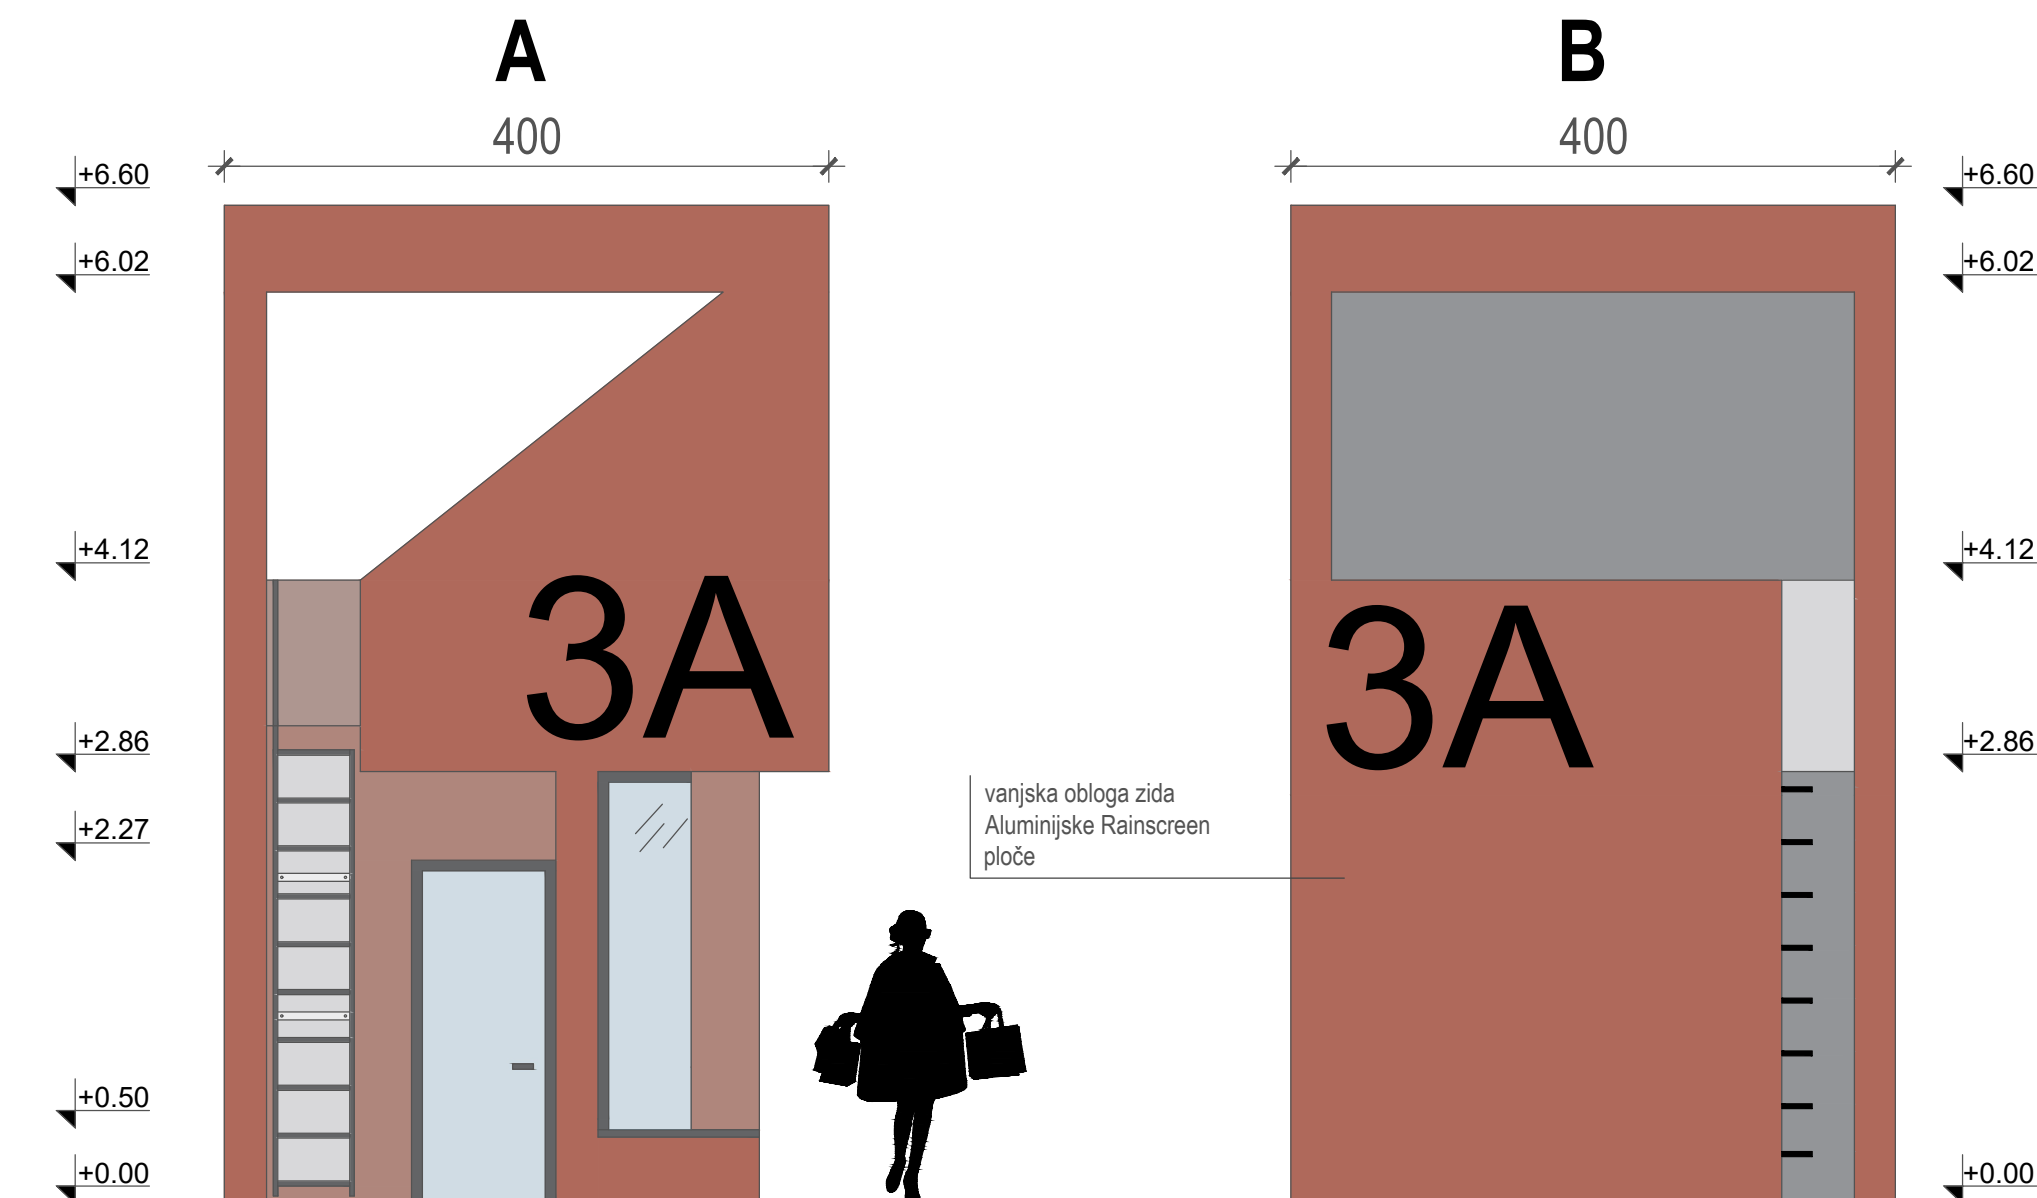 A
B
400
400
+6.60
+6.60
+6.02
+6.02
+4.12
+4.12
3A
3A
+2.86
+2.86
vanjska obloga zida
Aluminijske Rainscreen
ploče
+2.27
+0.50
+0.00
+0.00